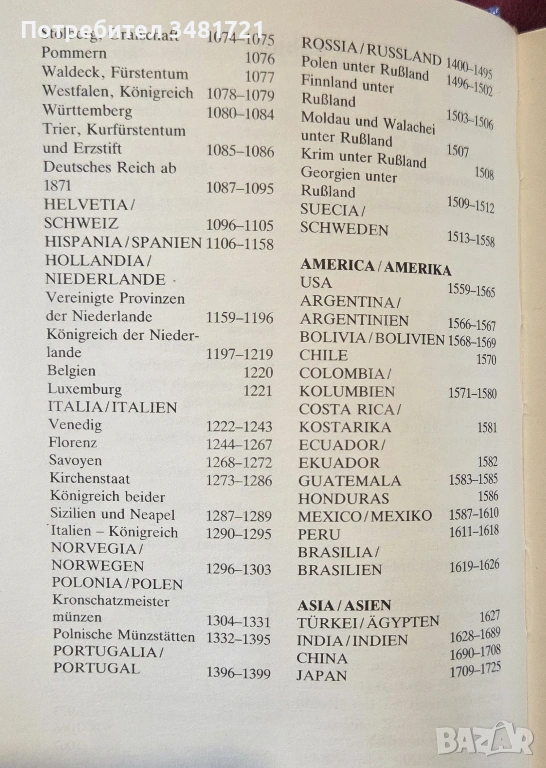 Потребител 3481721
Stolberg, Grafschaft 1074–1075
Pommern 1076
Waldeck, Fürstentum 1077
Westfalen, Königreich 1078–1079
Württemberg 1080–1084
Trier, Kurfürstentum
und Erzstift 1085–1086
Deutsches Reich ab
1871 1087–1095
HELVETIA/
SCHWEIZ 1096–1105
HISPANIA/SPANIEN 1106–1158
HOLLANDIA/
NIEDERLANDE
Vereinigte Provinzen
der Niederlande 1159–1196
Königreich der Nieder-
lande 1197–1219
Belgien 1220
Luxemburg 1221
ITALIA/ITALIEN
Venedig 1222–1243
Florenz 1244–1267
Savoyen 1268–1272
Kirchenstaat 1273–1286
Königreich beider
Sizilien und Neapel 1287–1289
Italien – Königreich 1290–1295
NORVEGIA/
NORWEGEN 1296–1303
POLONIA/POLEN
Kronschatzmeister
münzen 1304–1331
Polnische Münzstätten 1332–1395
PORTUGALIA/
PORTUGAL 1396–1399
ROSSIA/RUSSLAND 1400–1495
Polen unter Rußland 1496–1502
Finnland unter
Rußland 1503–1506
Moldau und Walachei
unter Rußland 1507
Krim unter Rußland 1508
Georgien unter
Rußland 1509–1512
SUECIA/
SCHWEDEN 1513–1558
AMERICA/AMERIKA
USA 1559–1565
ARGENTINA/
ARGENTINIEN 1566–1567
BOLIVIA/BOLIVIEN 1568–1569
CHILE 1570
COLOMBIA/
KOLUMBIEN 1571–1580
COSTA RICA/
KOSTARIKA 1581
ECUADOR/
EKUADOR 1582
GUATEMALA 1583–1585
HONDURAS 1586
MEXICO/MEXIKO 1587–1610
PERU 1611–1618
BRASILIA/
BRASILIEN 1619–1626
ASIA/ASIEN
TÜRKEI/ÄGYPTEN 1627
INDIA/INDIEN 1628–1689
CHINA 1690–1708
JAPAN 1709–1725
BAZAR